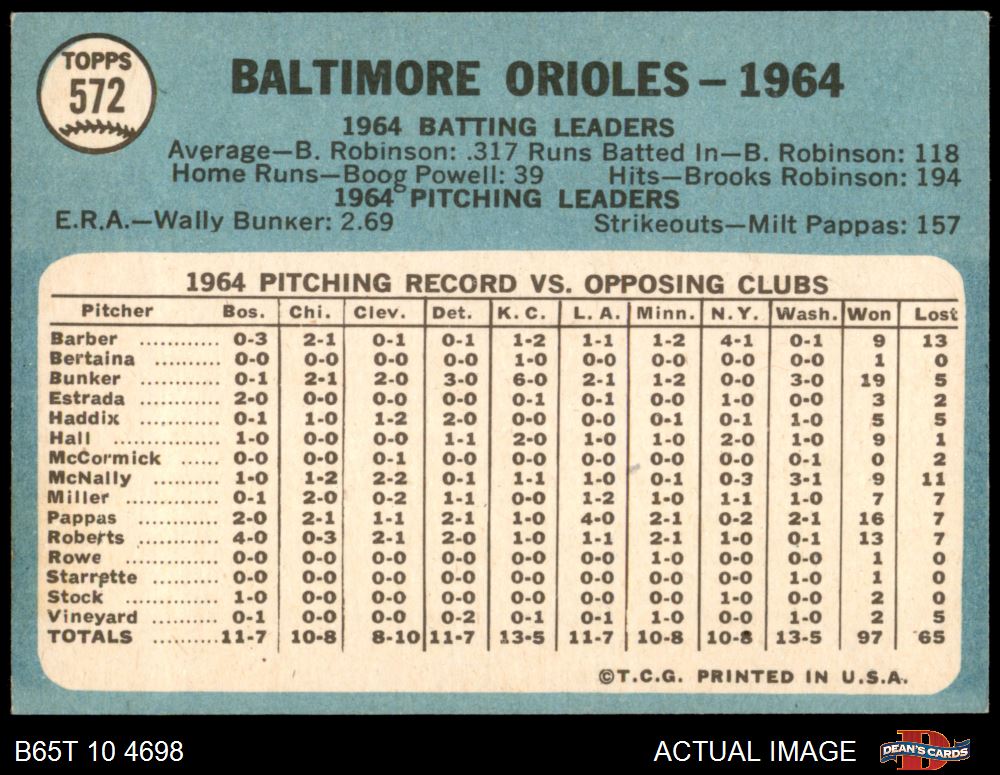 TOPPS
572
BALTIMORE ORIOLES – 1964
1964 BATTING LEADERS
Average—B. Robinson: .317 Runs Batted In—B. Robinson: 118
Home Runs—Boog Powell: 39 Hits—Brooks Robinson: 194
1964 PITCHING LEADERS
E.R.A.—Wally Bunker: 2.69 Strikeouts—Milt Pappas: 157
1964 PITCHING RECORD VS. OPPOSING CLUBS
Pitcher Bos. Chi. Clev. Det. K. C. L. A. Minn. N. Y. Wash. Won Lost
Barber ............ 0-3 2-1 0-1 0-1 1-2 1-1 1-2 4-1 0-1 9 13
Bertaina .......... 0-0 0-0 0-0 0-0 1-0 0-0 0-0 0-0 0-0 1 0
Bunker ............ 0-1 2-1 2-0 3-0 6-0 2-1 1-2 0-0 3-0 19 5
Estrada ........... 2-0 0-0 0-0 0-0 0-1 0-1 0-0 1-0 0-0 3 2
Haddix ............ 0-1 1-0 1-2 2-0 0-0 0-0 0-1 0-1 1-0 5 5
Hall ............... 1-0 0-0 0-0 1-1 2-0 1-0 1-0 2-0 1-0 9 1
McCormick ...... 0-0 0-0 0-1 0-0 0-0 0-0 0-0 0-0 0-1 0 2
McNally .......... 1-0 1-2 2-2 0-1 1-1 1-0 0-1 0-3 3-1 9 11
Miller ............. 0-1 2-0 0-2 1-1 0-0 1-2 1-0 1-1 1-0 7 7
Pappas ............ 2-0 2-1 1-1 2-1 1-0 4-0 2-1 0-2 2-1 16 7
Roberts ........... 4-0 0-3 2-1 2-0 1-0 1-1 2-1 1-0 0-1 13 7
Rowe .............. 0-0 0-0 0-0 0-0 0-0 0-0 1-0 0-0 0-0 1 0
Starrette ......... 0-0 0-0 0-0 0-0 0-0 0-0 0-0 0-0 1-0 1 0
Stock ............. 1-0 0-0 0-0 0-0 0-0 0-0 0-0 1-0 0-0 2 0
Vineyard ......... 0-1 0-0 0-0 0-2 0-1 0-1 1-0 0-0 1-0 2 5
TOTALS ......... 11-7 10-8 8-10 11-7 13-5 11-7 10-8 10-8 13-5 97 65
©T.C.G. PRINTED IN U.S.A.
B65T 10 4698 ACTUAL IMAGE
D
DEAN'S CARDS